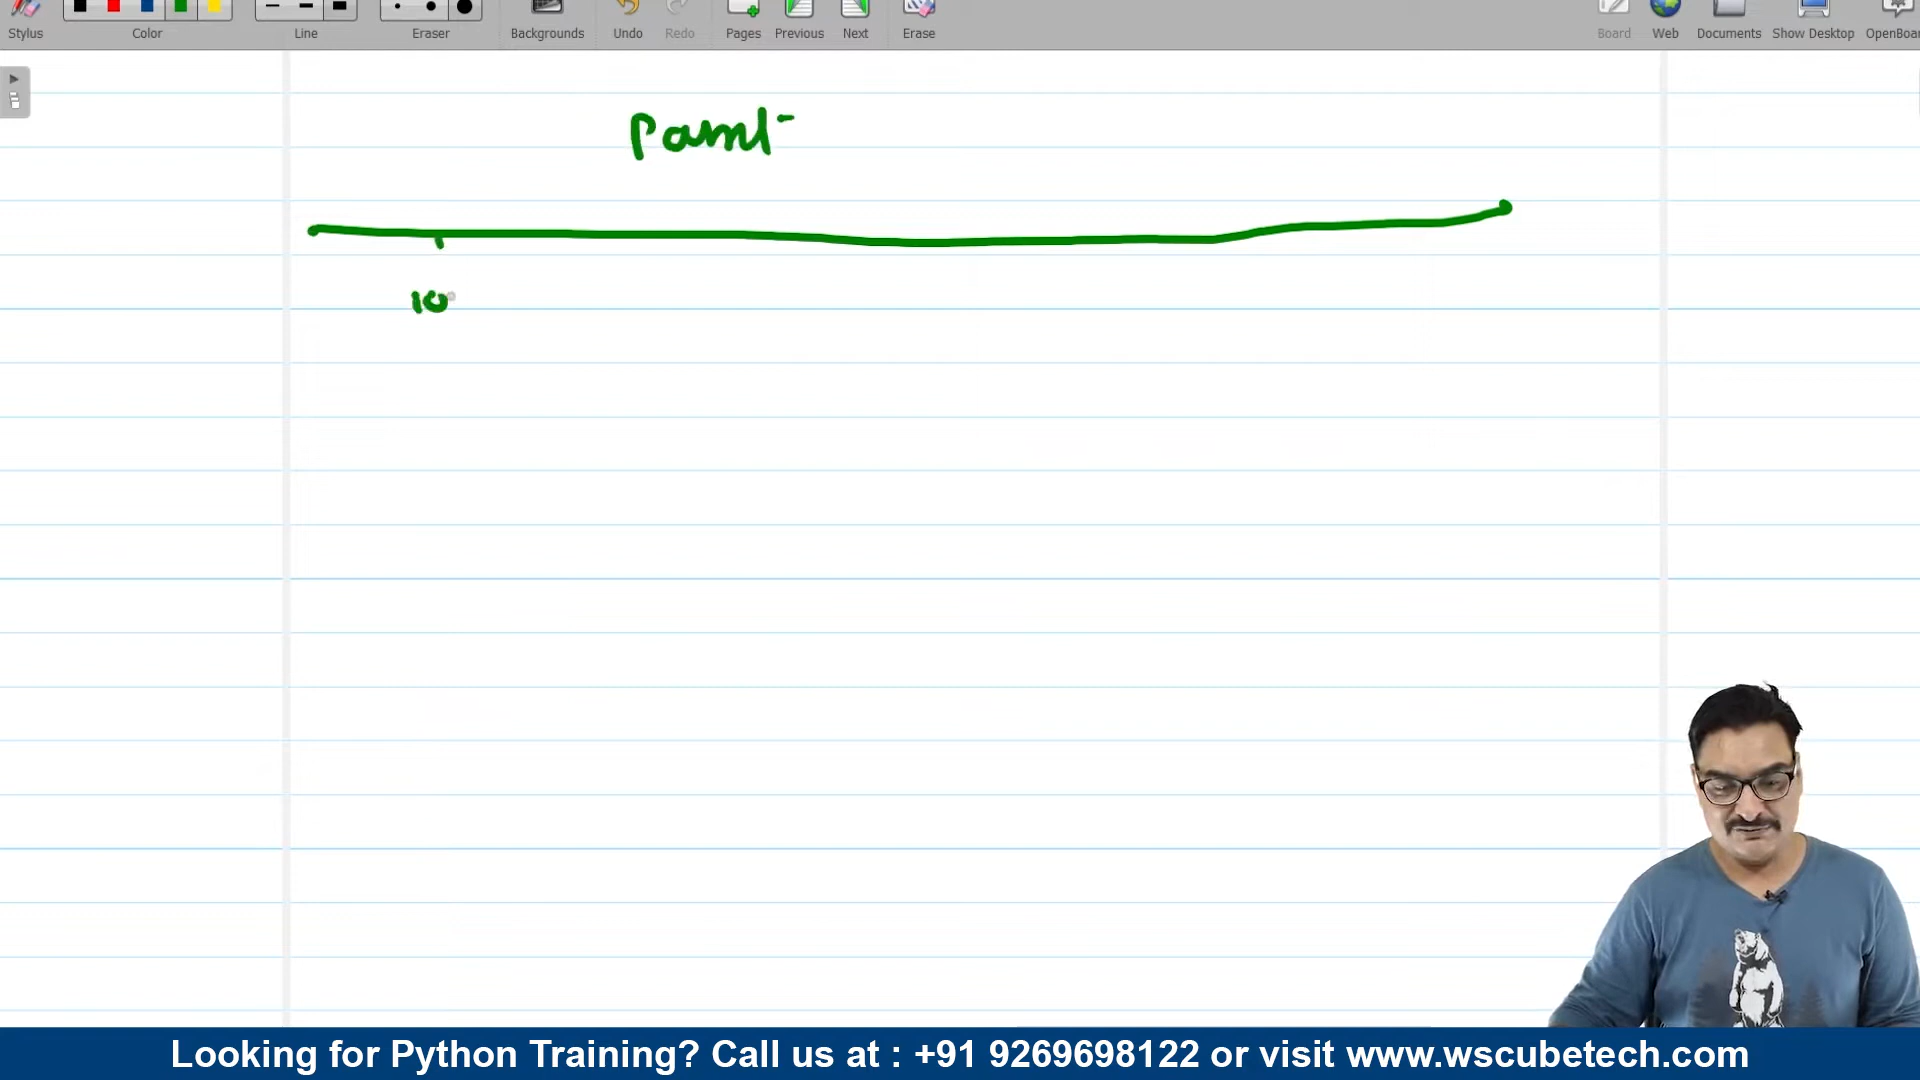 Stylus Color Line Eraser Backgrounds Undo Redo Pages Previous Next Erase Board Web Documents Show Desktop OpenBoar
10
Looking for Python Training? Call us at : +91 9269698122 or visit www.wscubetech.com